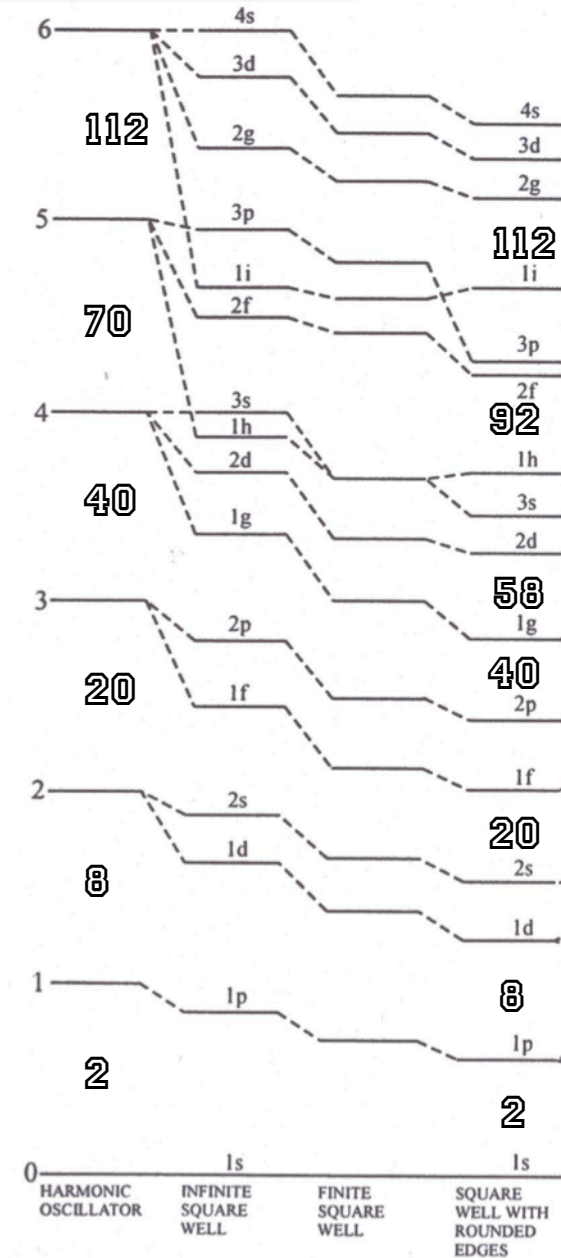 6
4s
3d
4s
112
2g
3d
2g
5
3p
112
1i
1i
70
2f
3p
2f
4
3s
92
1h
1h
2d
3s
40
2d
1g
58
3
1g
2p
40
2p
20
1f
1f
2
2s
20
1d
2s
8
1d
1
1p
8
1p
2
2
0
1s
1s
HARMONIC OSCILLATOR
INFINITE SQUARE WELL
FINITE SQUARE WELL
SQUARE WELL WITH ROUNDED EDGES